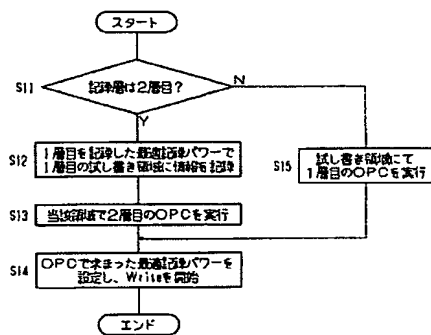 スタート
S11
記録層は2層目?
N
Y
S12
1層目を記録した最適記録パワーで
1層目の試し書き領域に情報を記録
S15
試し書き領域にて
1層目のOPCを実行
S13
当該領域で2層目のOPCを実行
S14
OPCで求まった最適記録パワーを
設定し、Writeを開始
エンド